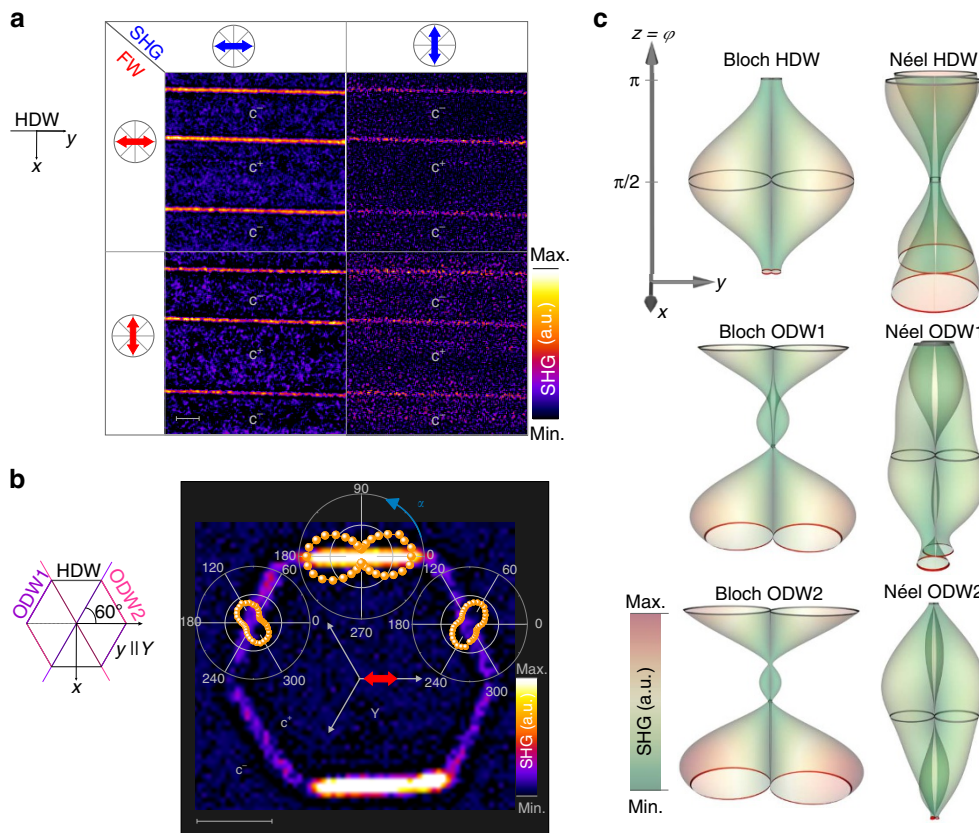 a
SHG
FW
HDW
y
x
c−
c+
c−
c−
c+
c−
Max.
SHG (a.u.)
Min.
b
HDW
ODW1
ODW2
60°
y || Y
x
90
α
180
0
270
120
60
180
0
240
300
120
60
180
0
240
300
Y
c+
c−
Max.
SHG (a.u.)
Min.
c
z = φ
π
π/2
y
x
Bloch HDW
Néel HDW
Bloch ODW1
Néel ODW1
Bloch ODW2
Néel ODW2
Max.
SHG (a.u.)
Min.